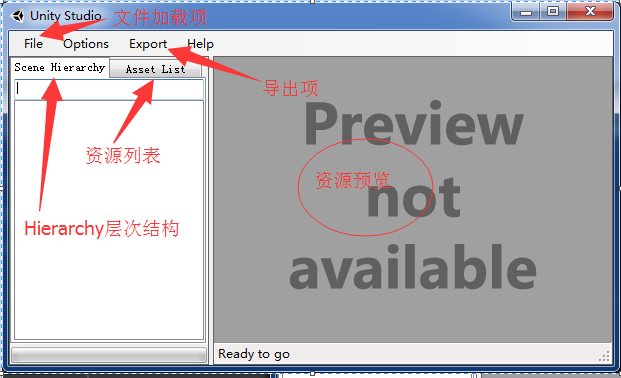 Unity Studio
文件加载项
File Options Export Help
Scene Hierarchy Asset List
导出项
资源列表
Hierarchy层次结构
Preview
资源预览
not
available
Ready to go